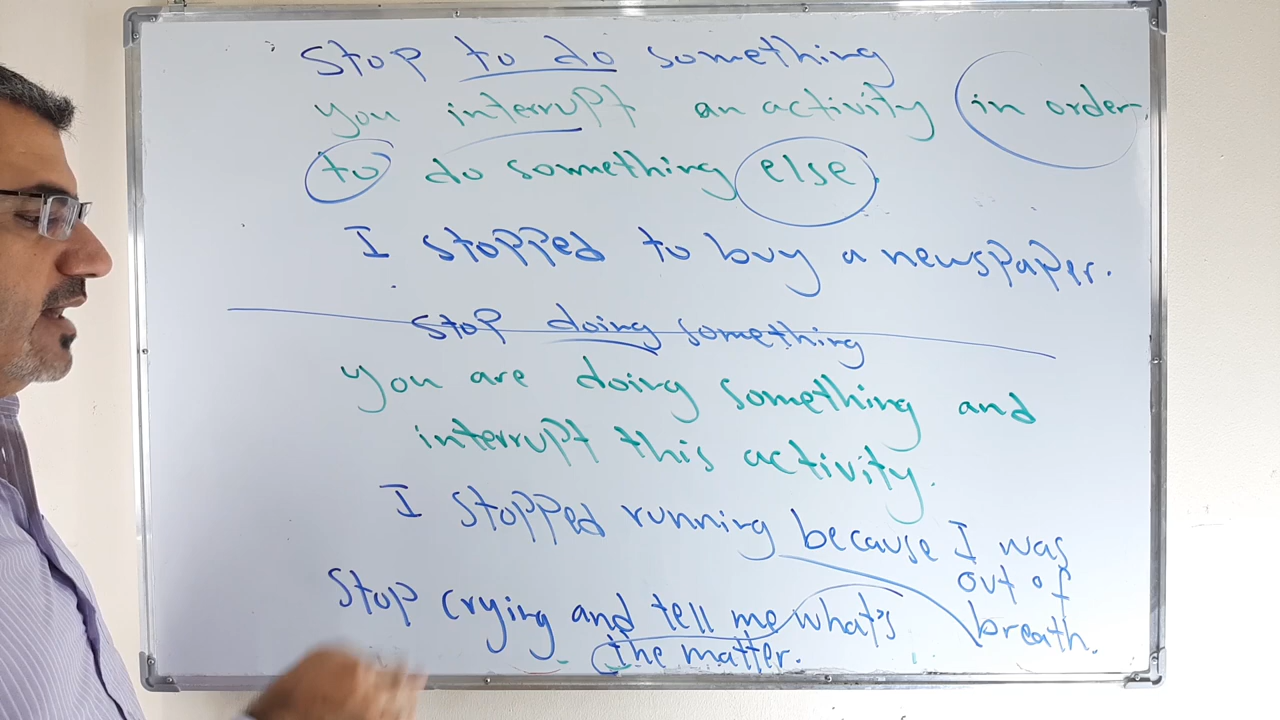 Stop to do something
you interrupt an activity in order
to do something else.
I stopped to buy a newspaper.
stop doing something
you are doing something and
interrupt this activity.
I stopped running because I was
out of
breath.
Stop crying and tell me what's
the matter.